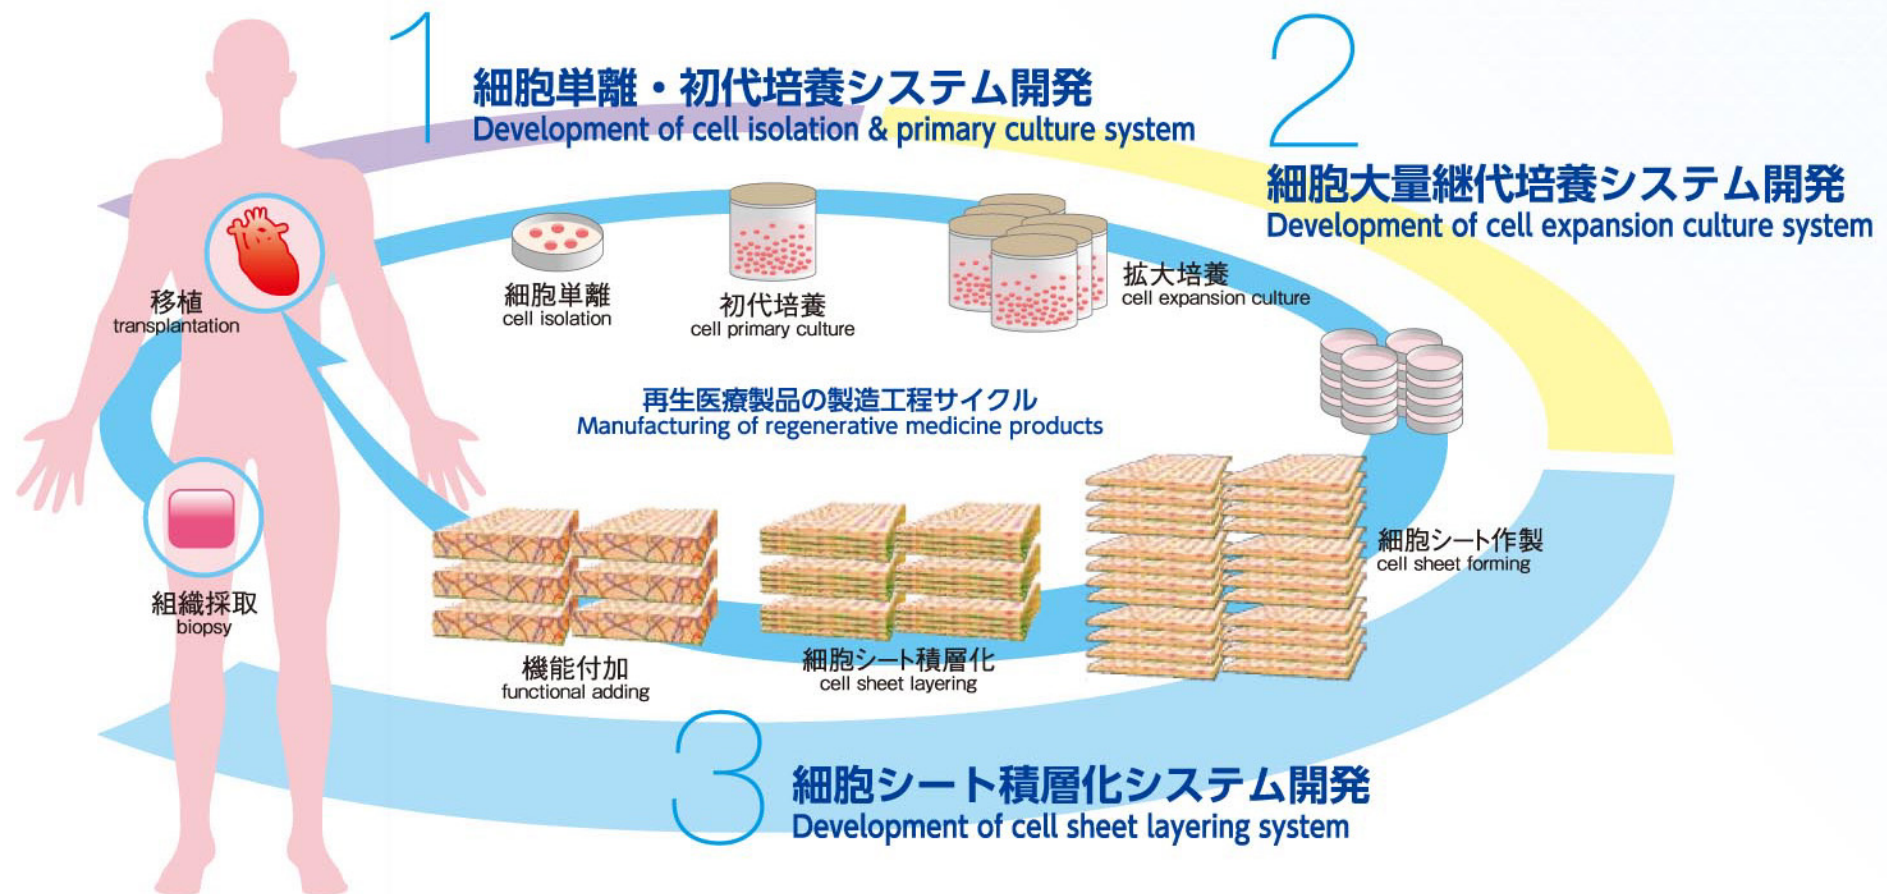 1
細胞単離・初代培養システム開発
Development of cell isolation & primary culture system
2
細胞大量継代培養システム開発
Development of cell expansion culture system
移植
transplantation
細胞単離
cell isolation
初代培養
cell primary culture
拡大培養
cell expansion culture
再生医療製品の製造工程サイクル
Manufacturing of regenerative medicine products
組織採取
biopsy
機能付加
functional adding
細胞シート積層化
cell sheet layering
細胞シート作製
cell sheet forming
3
細胞シート積層化システム開発
Development of cell sheet layering system